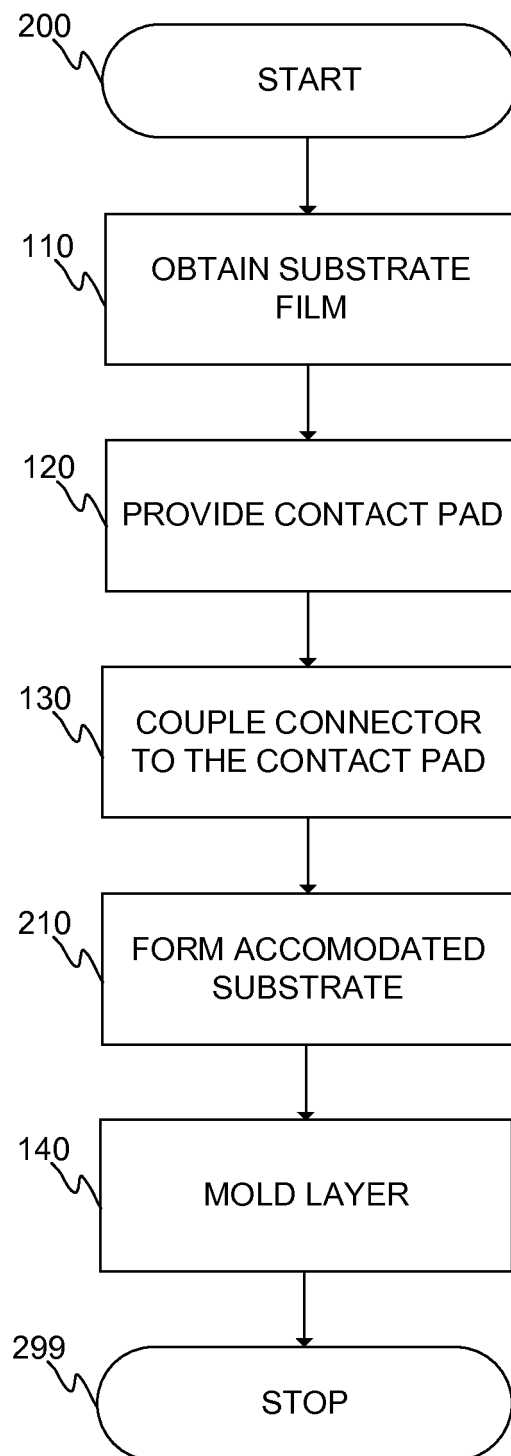 200
START
110
OBTAIN SUBSTRATE
FILM
120
PROVIDE CONTACT PAD
130
COUPLE CONNECTOR
TO THE CONTACT PAD
210
FORM ACCOMODATED
SUBSTRATE
140
MOLD LAYER
299
STOP